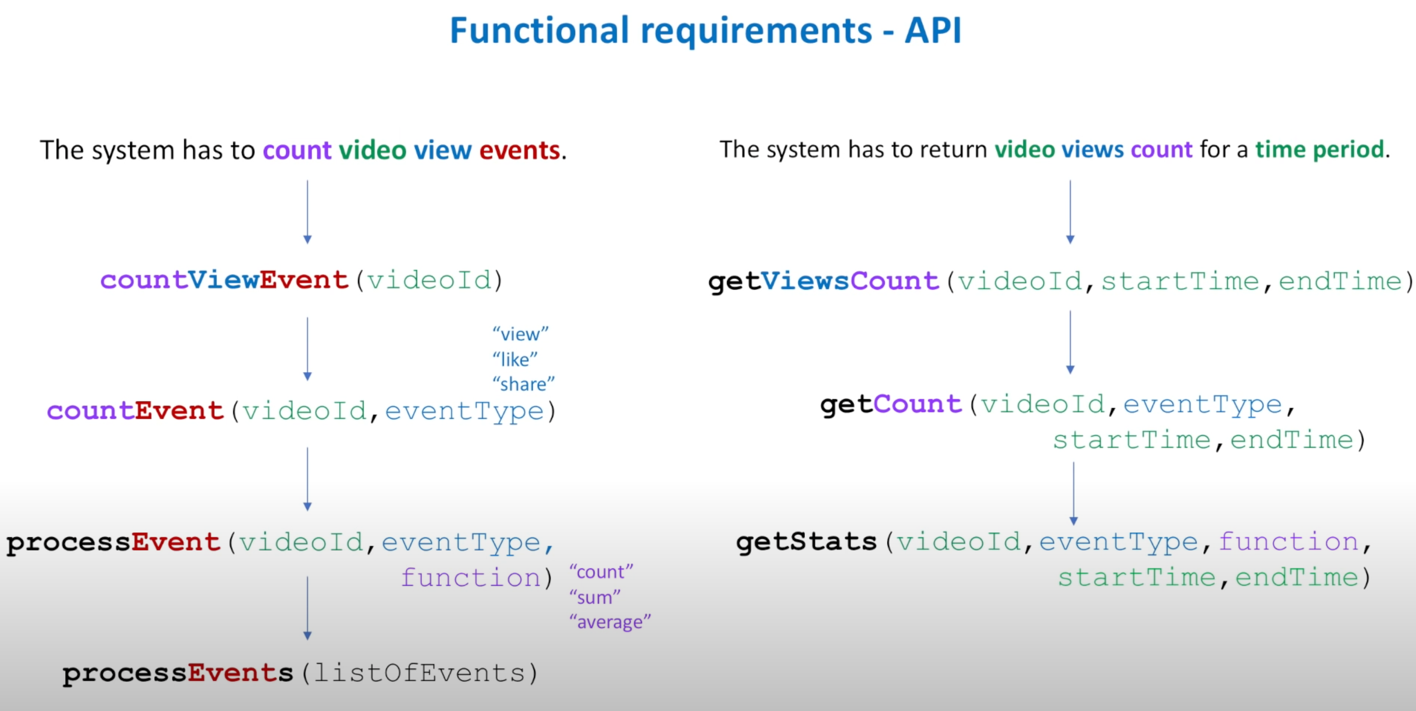 Functional requirements - API
The system has to count video view events.
countViewEvent(videoId)
“view”
“like”
“share”
countEvent(videoId,eventType)
processEvent(videoId,eventType,
function)
“count”
“sum”
“average”
processEvents(listOfEvents)
The system has to return video views count for a time period.
getViewsCount(videoId,startTime,endTime)
getCount(videoId,eventType,
startTime,endTime)
getStats(videoId,eventType,function,
startTime,endTime)